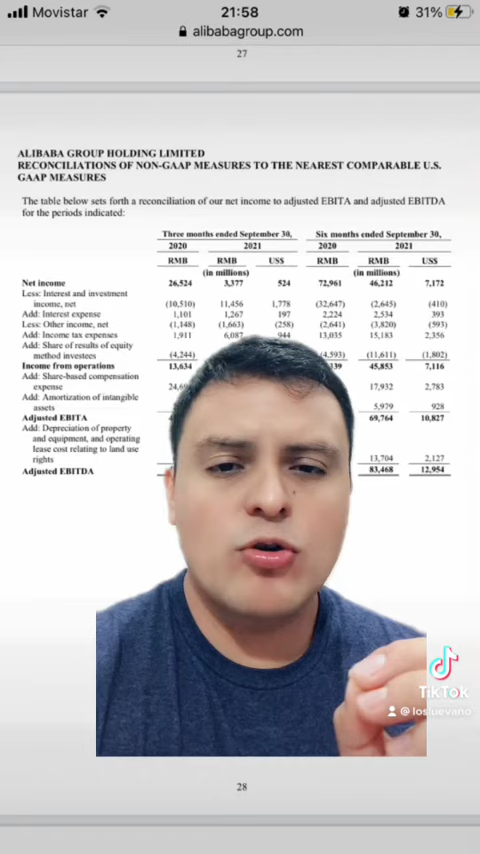 Movistar 21:58 31%
alibabagroup.com
27
ALIBABA GROUP HOLDING LIMITED
RECONCILIATIONS OF NON-GAAP MEASURES TO THE NEAREST COMPARABLE U.S.
GAAP MEASURES
The table below sets forth a reconciliation of our net income to adjusted EBITA and adjusted EBITDA
for the periods indicated:
Three months ended September 30, Six months ended September 30,
2020 2021 2020 2021
RMB RMB US$ RMB RMB US$
(in millions) (in millions)
Net income 26,524 3,377 524 72,961 46,212 7,172
Less: Interest and investment
income, net (10,510) 11,456 1,778 (32,647) (2,645) (410)
Add: Interest expense 1,101 1,267 197 2,224 2,534 393
Less: Other income, net (1,148) (1,663) (258) (2,641) (3,820) (593)
Add: Income tax expenses 1,911 6,087 944 13,035 15,183 2,356
Add: Share of results of equity
method investees (4,244) (4,593) (11,611) (1,802)
Income from operations 13,634 339 45,853 7,116
Add: Share-based compensation
expense 24,69 17,932 2,783
Add: Amortization of intangible
assets 5,979 928
Adjusted EBITA 69,764 10,827
Add: Depreciation of property
and equipment, and operating
lease cost relating to land use
rights 13,704 2,127
Adjusted EBITDA 83,468 12,954
TikTok
@losluevano
28